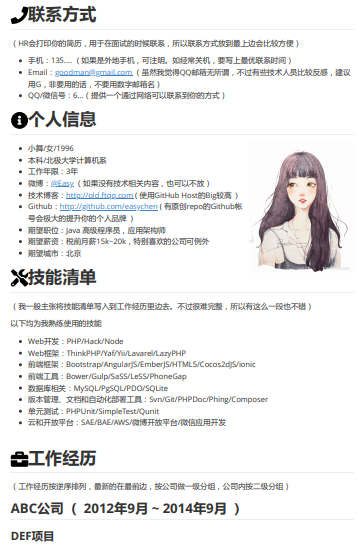 联系方式
（ HR会打印你的简历，用于在面试的时候联系，所以联系方式放到最上边会比较方便 ）
手机：135.... （ 如果是外地手机，可注明。如经常关机，要写上最优联系时间 ）
Email：goodman@gmail.com （ 虽然我觉得QQ邮箱无所谓，不过有些技术人员比较反感，建议
用G，非要用的话，不要用数字邮箱名 ）
QQ/微信号：6...（ 提供一个通过网络可以联系到你的方式 ）
个人信息
小舞/女/1996
本科/北极大学计算机系
工作年限：3年
微博：@Easy （ 如果没有技术相关内容，也可以不放 ）
技术博客：http://old.ftqq.com ( 使用GitHub Host的Big较高 )
Github：http://github.com/easychen ( 有原创repo的Github帐
号会极大的提升你的个人品牌 )
期望职位：Java 高级程序员，应用架构师
期望薪资：税前月薪15k~20k，特别喜欢的公司可例外
期望城市：北京
技能清单
（ 我一般主张将技能清单写入到工作经历里边去。不过很难完整，所以有这么一段也不错 ）
以下均为我熟练使用的技能
Web开发：PHP/Hack/Node
Web框架：ThinkPHP/Yaf/Yii/Lavarel/LazyPHP
前端框架：Bootstrap/AngularJS/EmberJS/HTML5/Cocos2dJS/ionic
前端工具：Bower/Gulp/SaSS/LeSS/PhoneGap
数据库相关：MySQL/PgSQL/PDO/SQLite
版本管理、文档和自动化部署工具：Svn/Git/PHPDoc/Phing/Composer
单元测试：PHPUnit/SimpleTest/Qunit
云和开放平台：SAE/BAE/AWS/微博开放平台/微信应用开发
工作经历
（ 工作经历按逆序排列，最新的在最前边，按公司做一级分组，公司内按二级分组 ）
ABC公司 （ 2012年9月 ~ 2014年9月 ）
DEF项目